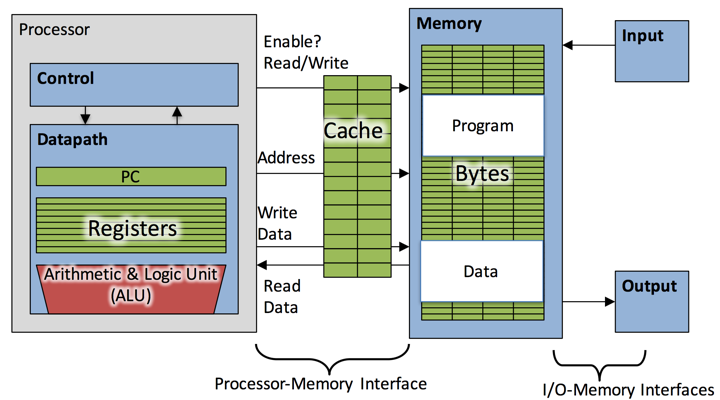 Processor
Control
Datapath
PC
Registers
Arithmetic & Logic Unit
(ALU)
Enable?
Read/Write
Cache
Address
Write
Data
Read
Data
Memory
Program
Bytes
Data
Input
Output
Processor-Memory Interface
I/O-Memory Interfaces